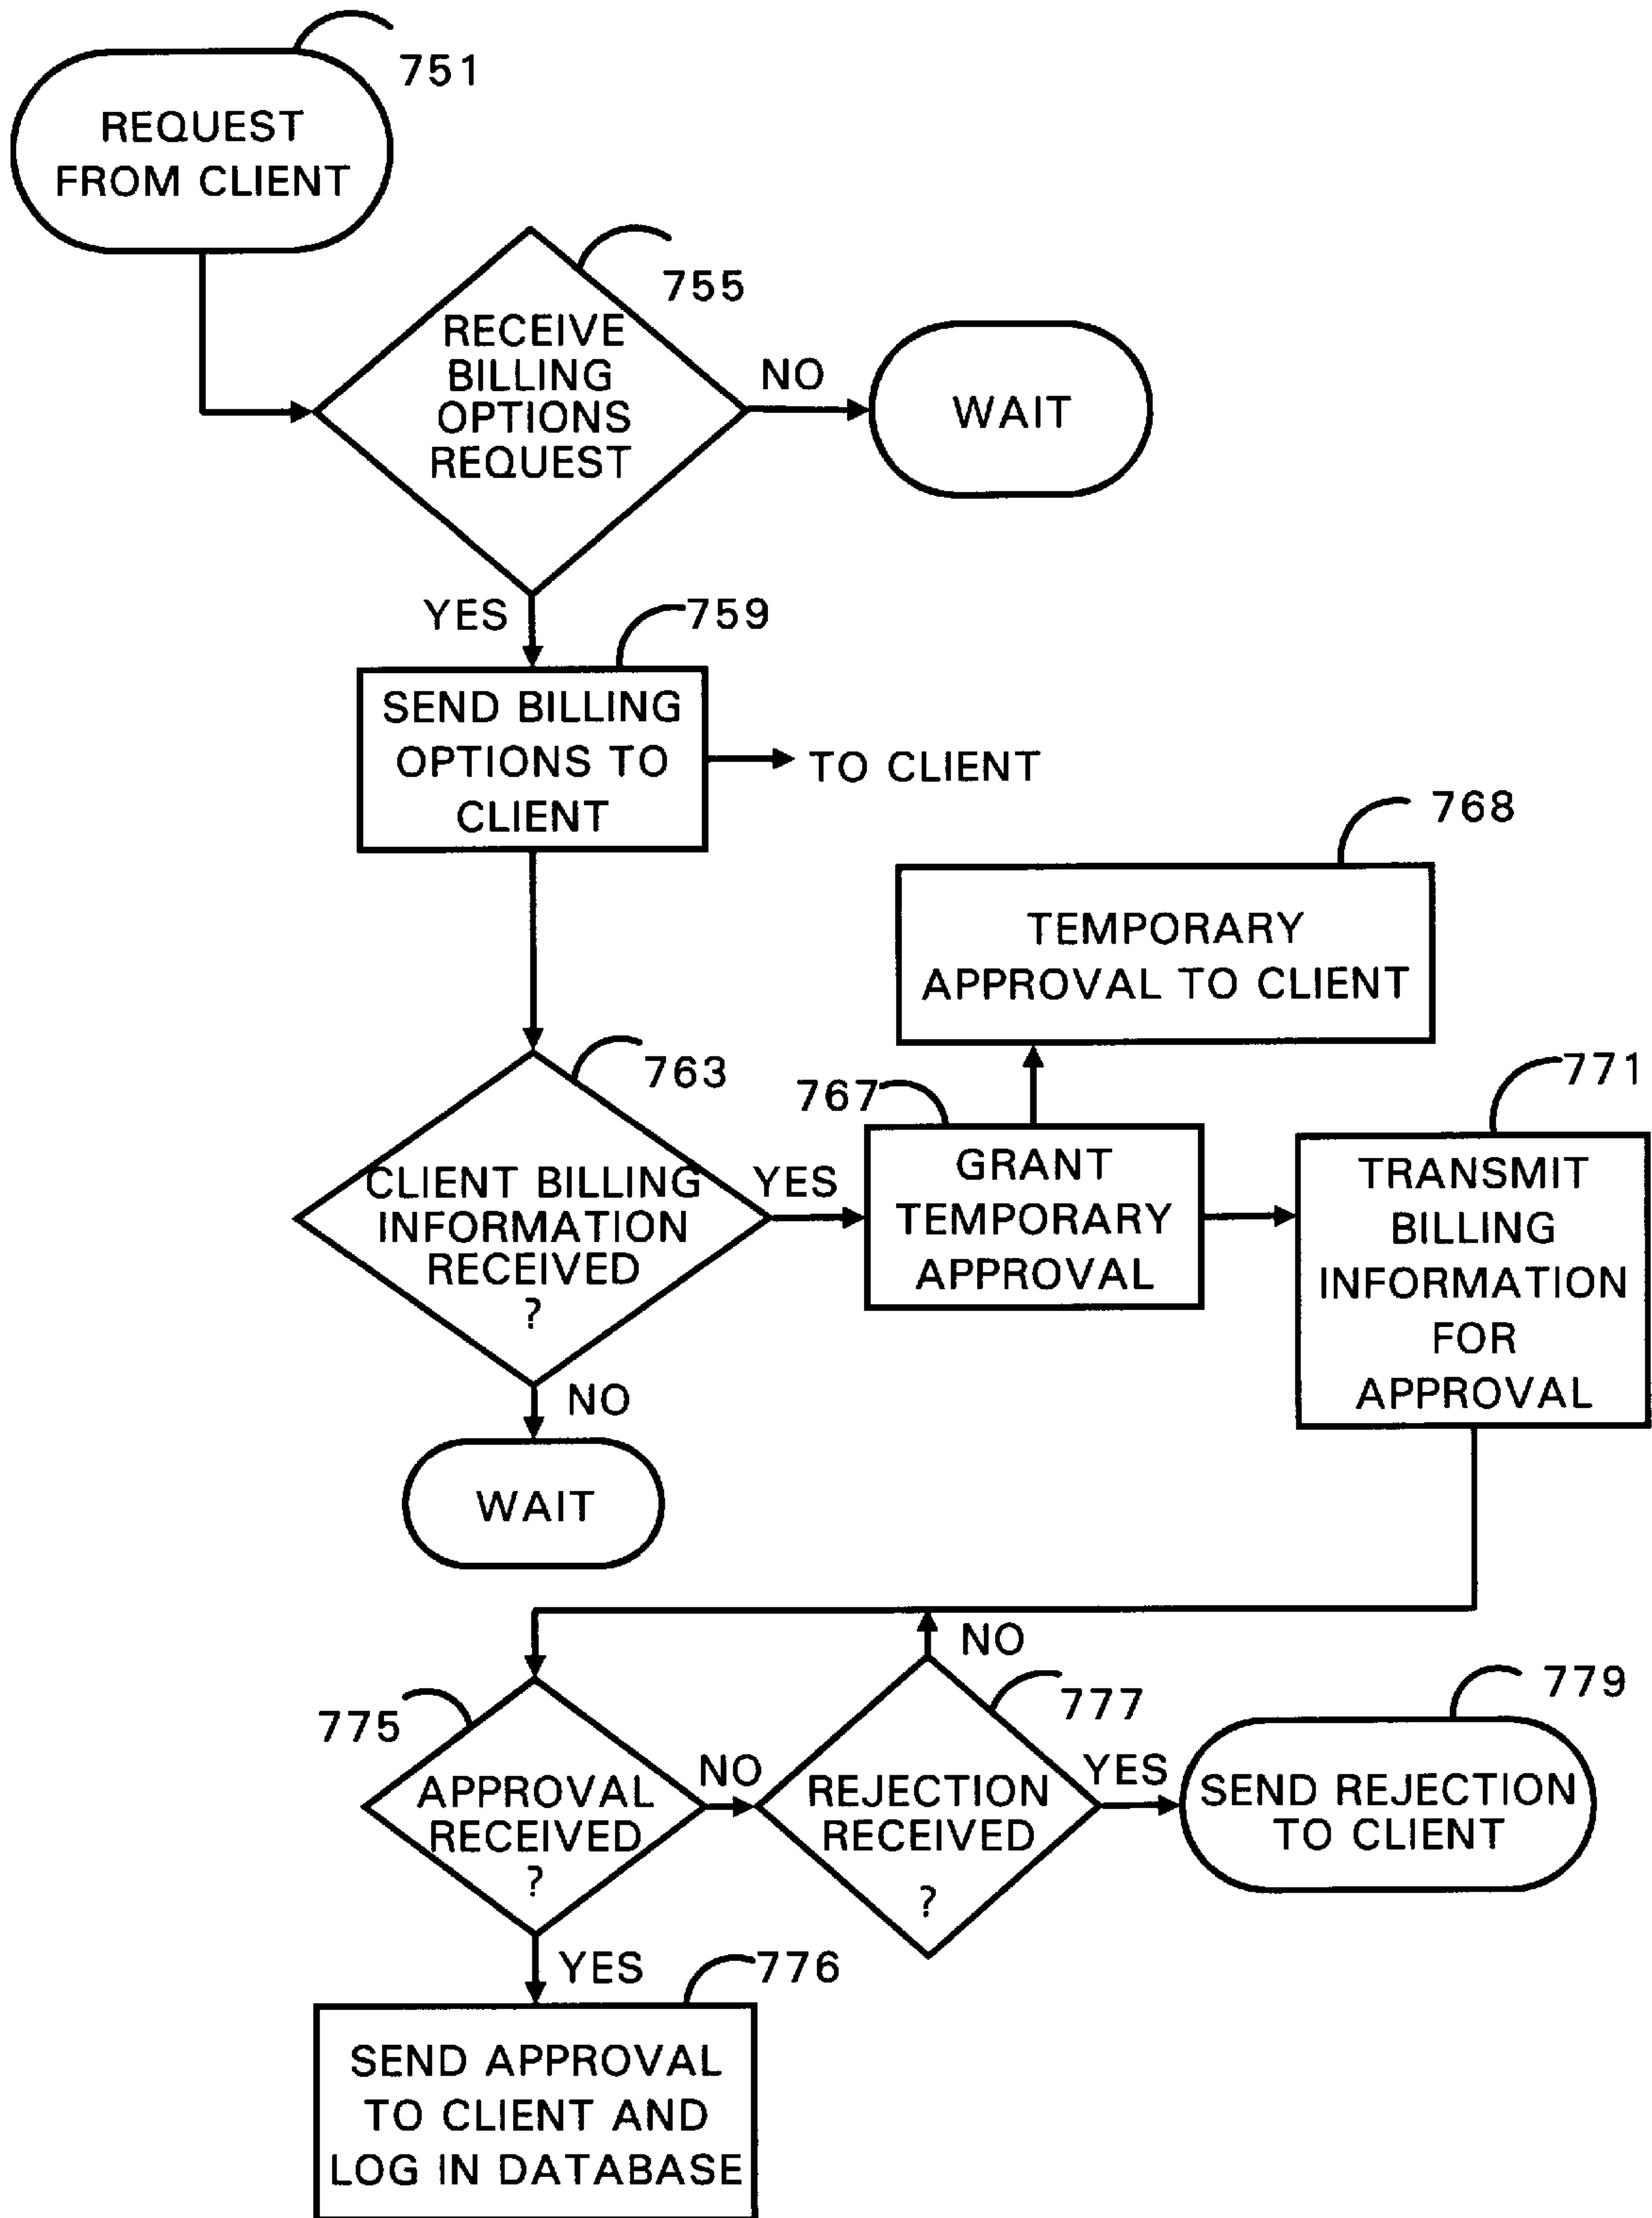 751
REQUEST
FROM CLIENT
755
RECEIVE
BILLING
OPTIONS
REQUEST
NO
WAIT
YES
759
SEND BILLING
OPTIONS TO
CLIENT
TO CLIENT
768
TEMPORARY
APPROVAL TO CLIENT
763
CLIENT BILLING
INFORMATION
RECEIVED
?
YES
767
GRANT
TEMPORARY
APPROVAL
771
TRANSMIT
BILLING
INFORMATION
FOR
APPROVAL
NO
WAIT
775
APPROVAL
RECEIVED
?
NO
NO
777
REJECTION
RECEIVED
?
YES
779
SEND REJECTION
TO CLIENT
YES
776
SEND APPROVAL
TO CLIENT AND
LOG IN DATABASE